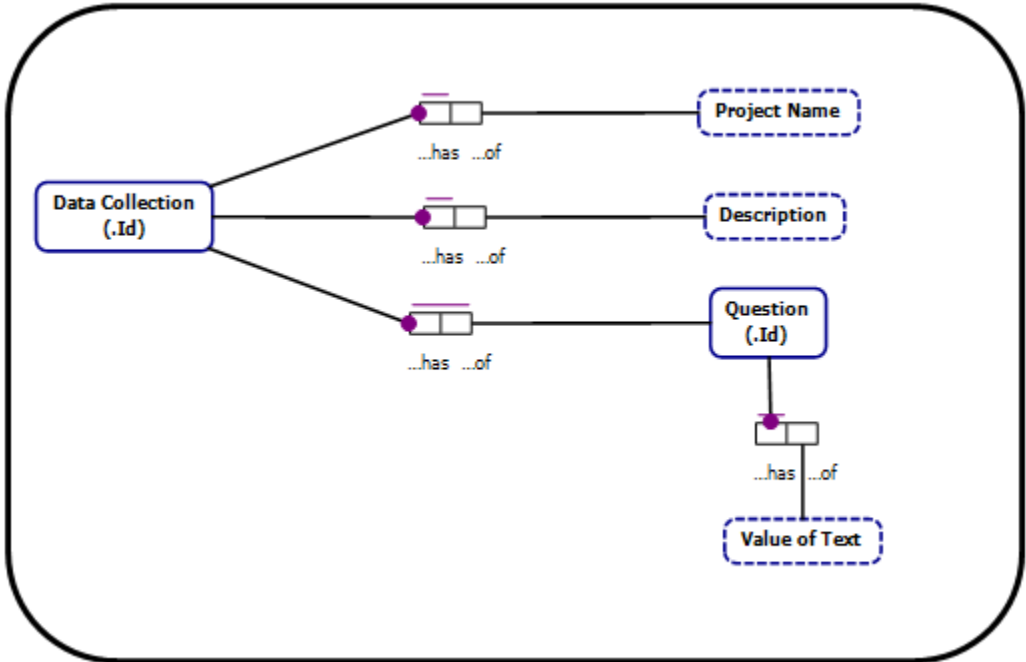 Project Name
...has ...of
Data Collection
(.Id)
Description
...has ...of
Question
(.Id)
...has ...of
...has ...of
Value of Text